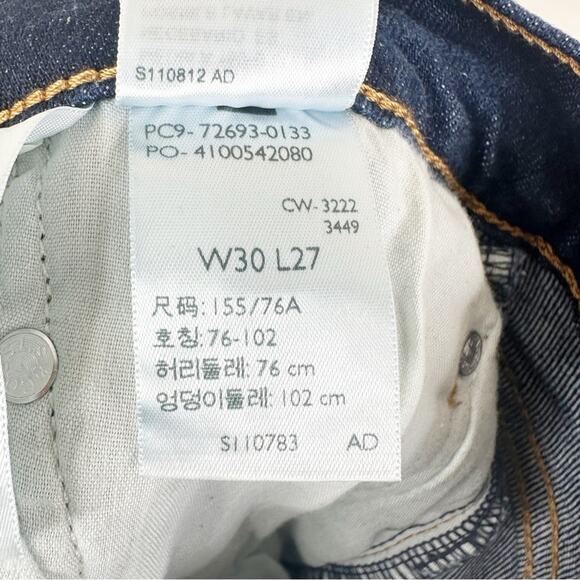 S110812 AD
PC9-72693-0133
PO-4100542080
CW-3222
3449
W30 L27
尺码: 155/76A
호칭: 76-102
허리둘레: 76 cm
엉덩이둘레: 102 cm
S110783 AD